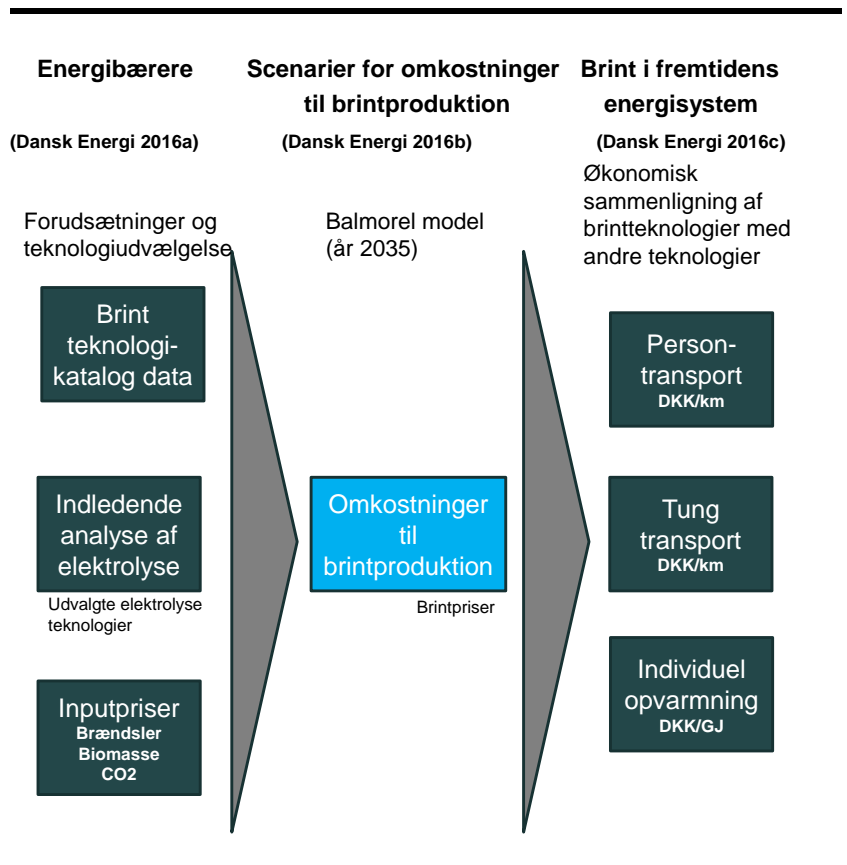 Energibærere
(Dansk Energi 2016a)
Forudsætninger og
teknologiudvælgelse
Brint
teknologi-
katalog data
Indledende
analyse af
elektrolyse
Udvalgte elektrolyse
teknologier
Inputpriser
Brændsler
Biomasse
CO2
Scenarier for omkostninger
til brintproduktion
(Dansk Energi 2016b)
Balmorel model
(år 2035)
Omkostninger
til
brintproduktion
Brintpriser
Brint i fremtidens
energisystem
(Dansk Energi 2016c)
Økonomisk
sammenligning af
brintteknologier med
andre teknologier
Person-
transport
DKK/km
Tung
transport
DKK/km
Individuel
opvarmning
DKK/GJ